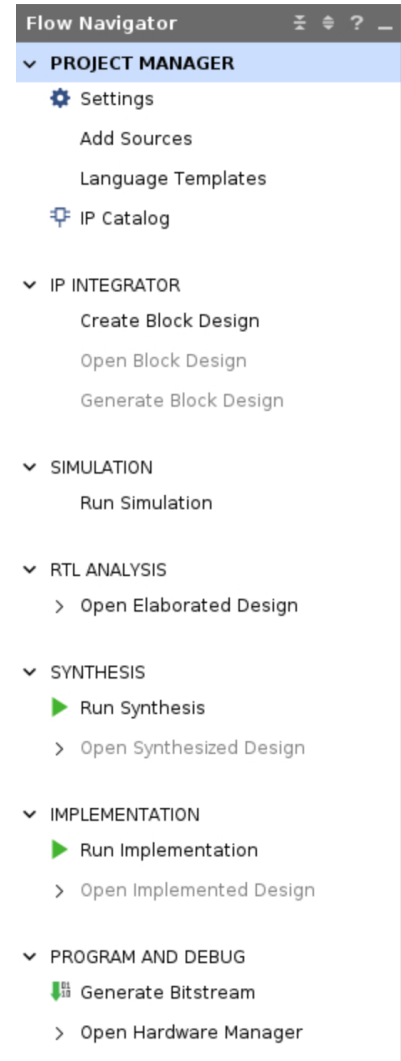 Flow Navigator ?
PROJECT MANAGER
Settings
Add Sources
Language Templates
IP Catalog
IP INTEGRATOR
Create Block Design
Open Block Design
Generate Block Design
SIMULATION
Run Simulation
RTL ANALYSIS
Open Elaborated Design
SYNTHESIS
Run Synthesis
Open Synthesized Design
IMPLEMENTATION
Run Implementation
Open Implemented Design
PROGRAM AND DEBUG
Generate Bitstream
Open Hardware Manager